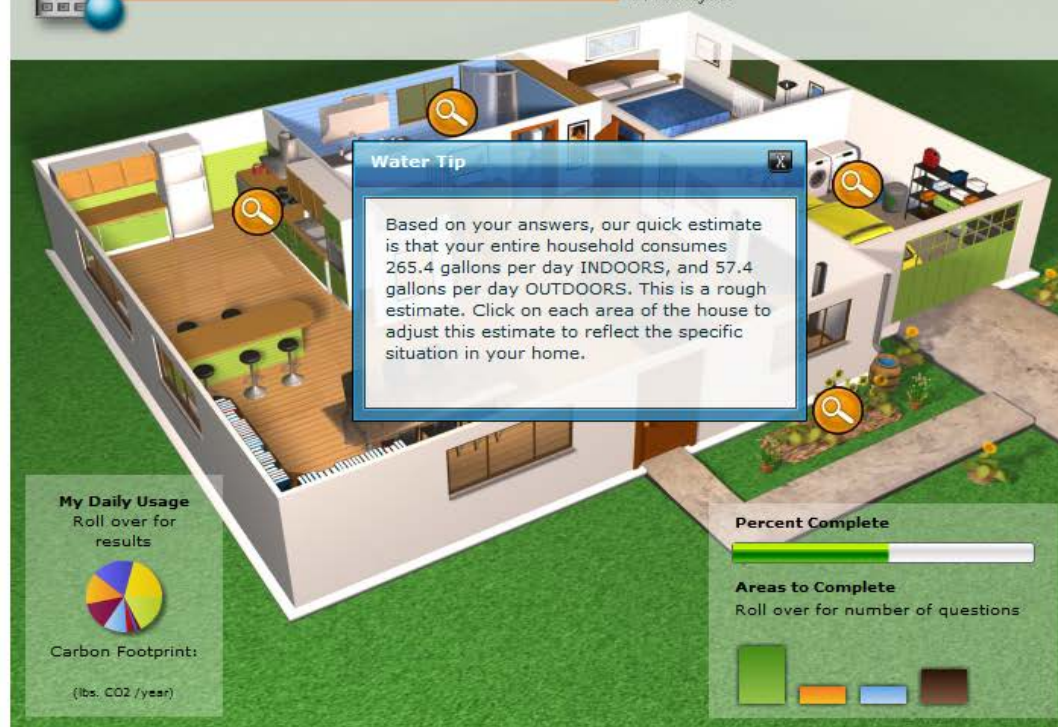 Water Tip
X
Based on your answers, our quick estimate
is that your entire household consumes
265.4 gallons per day INDOORS, and 57.4
gallons per day OUTDOORS. This is a rough
estimate. Click on each area of the house to
adjust this estimate to reflect the specific
situation in your home.
My Daily Usage
Roll over for
results
Carbon Footprint:
(lbs. CO2 /year)
Percent Complete
Areas to Complete
Roll over for number of questions